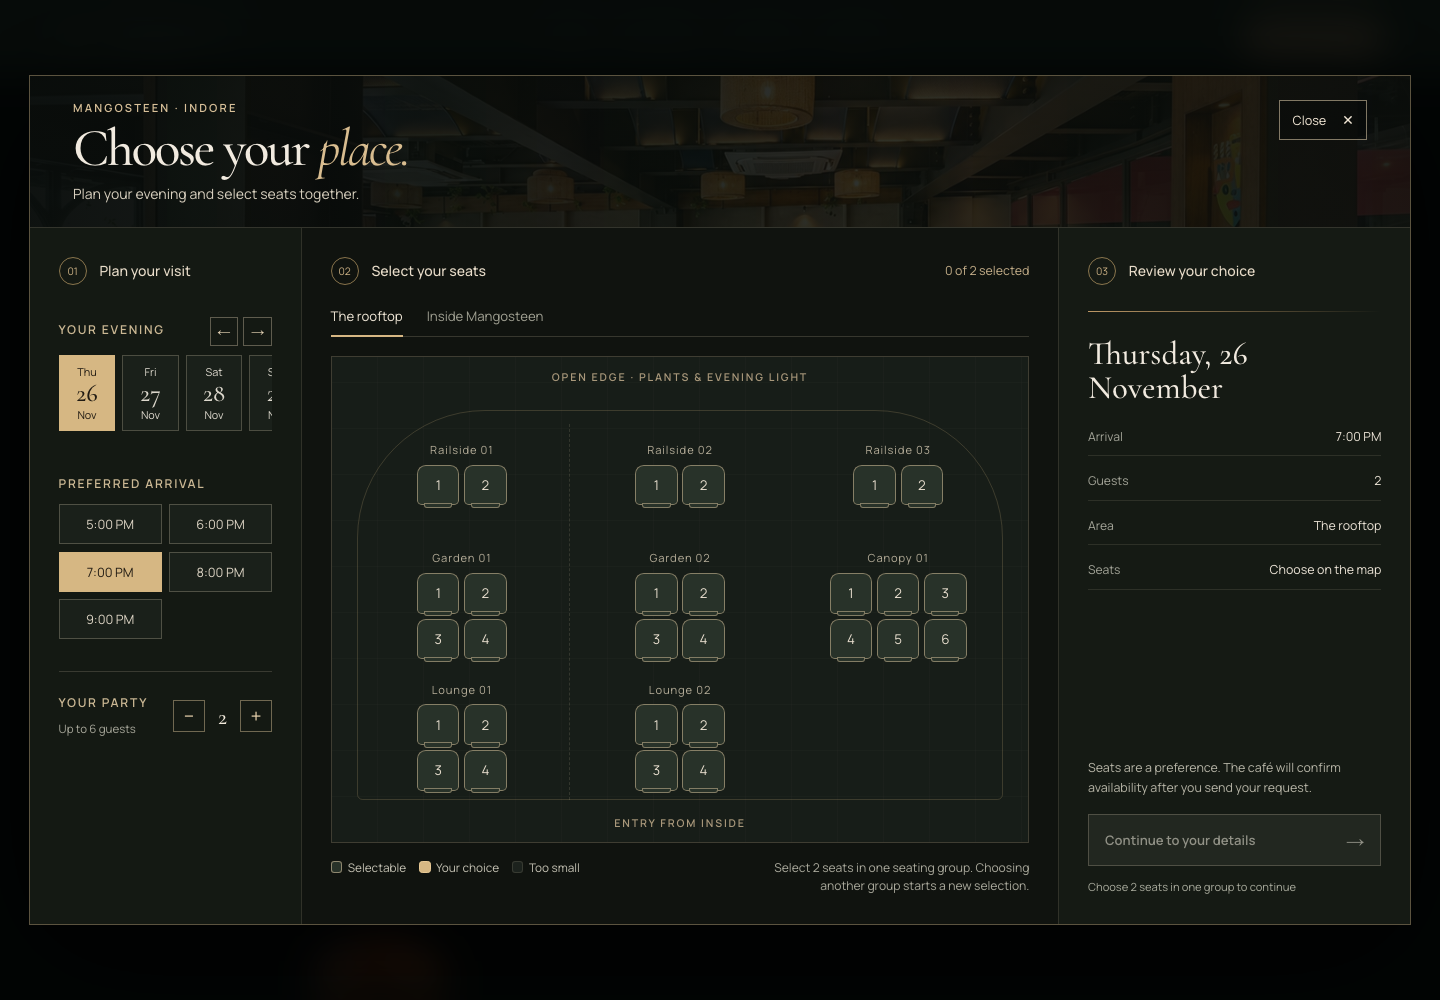 MANGOSTEEN · INDORE
Choose your place.
Plan your evening and select seats together.
Close ✕
01 Plan your visit
YOUR EVENING ← →
Thu 26 Nov
Fri 27 Nov
Sat 28 Nov
PREFERRED ARRIVAL
5:00 PM 6:00 PM
7:00 PM 8:00 PM
9:00 PM
YOUR PARTY
Up to 6 guests
− 2 +
02 Select your seats
0 of 2 selected
The rooftop Inside Mangosteen
OPEN EDGE · PLANTS & EVENING LIGHT
Railside 01 Railside 02 Railside 03
1 2 1 2 1 2
Garden 01 Garden 02 Canopy 01
1 2 1 2 1 2 3
3 4 3 4 4 5 6
Lounge 01 Lounge 02
1 2 1 2
3 4 3 4
ENTRY FROM INSIDE
Selectable Your choice Too small
Select 2 seats in one seating group. Choosing
another group starts a new selection.
03 Review your choice
Thursday, 26
November
Arrival 7:00 PM
Guests 2
Area The rooftop
Seats Choose on the map
Seats are a preference. The café will confirm
availability after you send your request.
Continue to your details →
Choose 2 seats in one group to continue